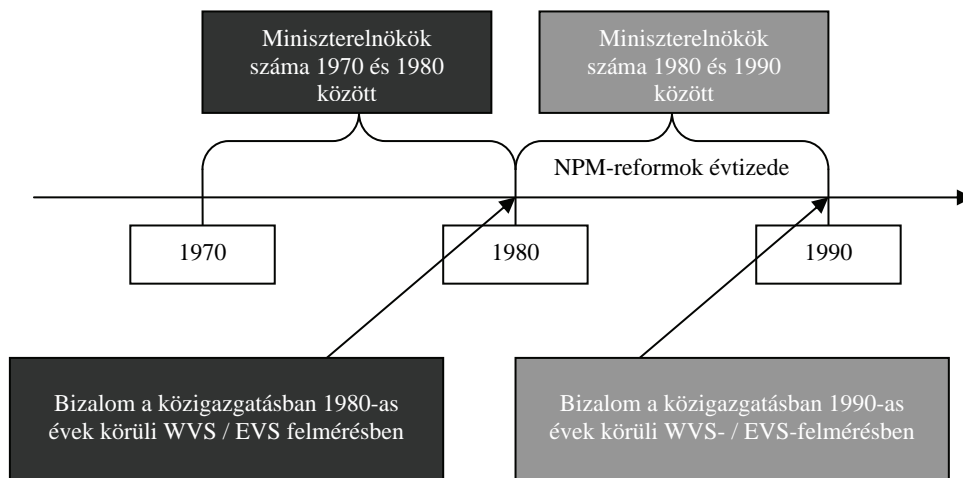 Miniszterelnökök
száma 1970 és 1980
között
Miniszterelnökök
száma 1980 és 1990
között
NPM-reformok évtizede
1970
1980
1990
Bizalom a közigazgatásban 1980-as
évek körüli WVS / EVS felmérésben
Bizalom a közigazgatásban 1990-as
évek körüli WVS- / EVS-felmérésben